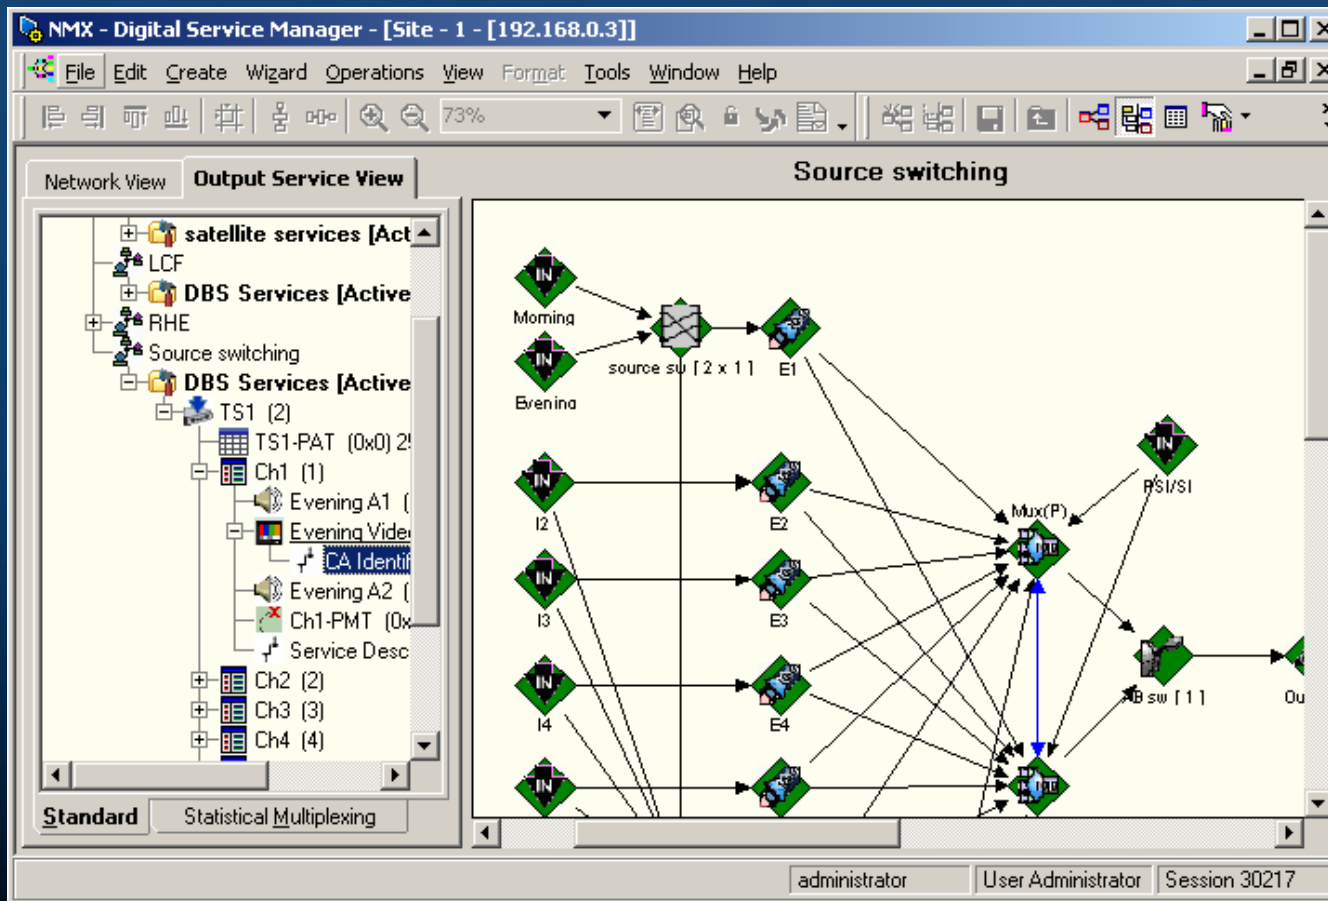 NMX - Digital Service Manager - [Site - 1 - [192.168.0.3]]
File Edit Create Wizard Operations View Format Tools Window Help
73%
Network View
Output Service View
Source switching
satellite services [Act
LCF
DBS Services [Active
RHE
Source switching
DBS Services [Active
TS1 (2)
TS1-PAT (0x0)
Ch1 (1)
Evening A1 (
Evening Vide
CA Identif
Evening A2 (
Ch1-PMT (0x
Service Desc
Ch2 (2)
Ch3 (3)
Ch4 (4)
Standard
Statistical Multiplexing
IN
Morning
IN
Evening
source sw [ 2 x 1 ]
E1
IN
I2
E2
IN
PSI/SI
Mux(P)
IN
I3
E3
IN
I4
E4
AB sw [ 1 ]
Ou
IN
administrator
User Administrator
Session 30217